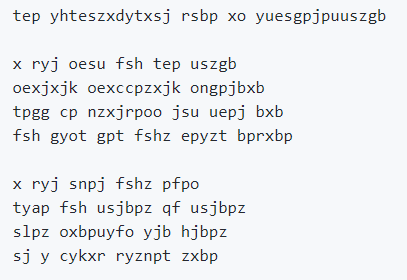 tep yhteszxdytxsj rsbp xo yuesgpjpuuszgb
x ryj oesu fsh tep uszgb
oexjxjk oexccpzxjk ongpjbxb
tpgg cp nzxjrpoo jsu uepj bxb
fsh gyot gpt fshz epyzt bprxbp
x ryj snpj fshz pfpo
tyap fsh usjbpz qf usjbpz
slpz oxbpuyfo yjb hjbpz
sj y cykxr ryznpt zxbp